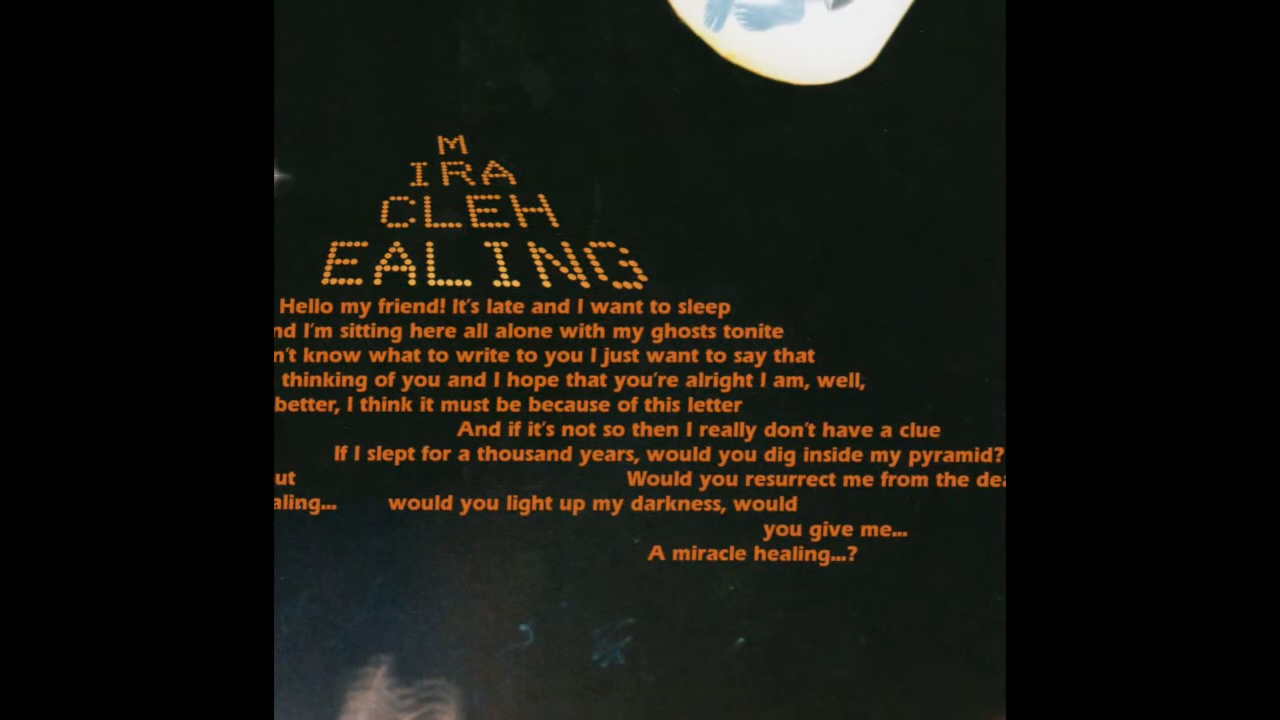 M
IRA
CLEH
EALING
Hello my friend! It's late and I want to sleep
I'm sitting here all alone with my ghosts tonite
know what to write to you I just want to say that
thinking of you and I hope that you're alright I am, well,
better, I think it must be because of this letter
And if it's not so then I really don't have a clue
If I slept for a thousand years, would you dig inside my pyramid?
Would you resurrect me from the
would you light up my darkness, would
you give me...
A miracle healing...?